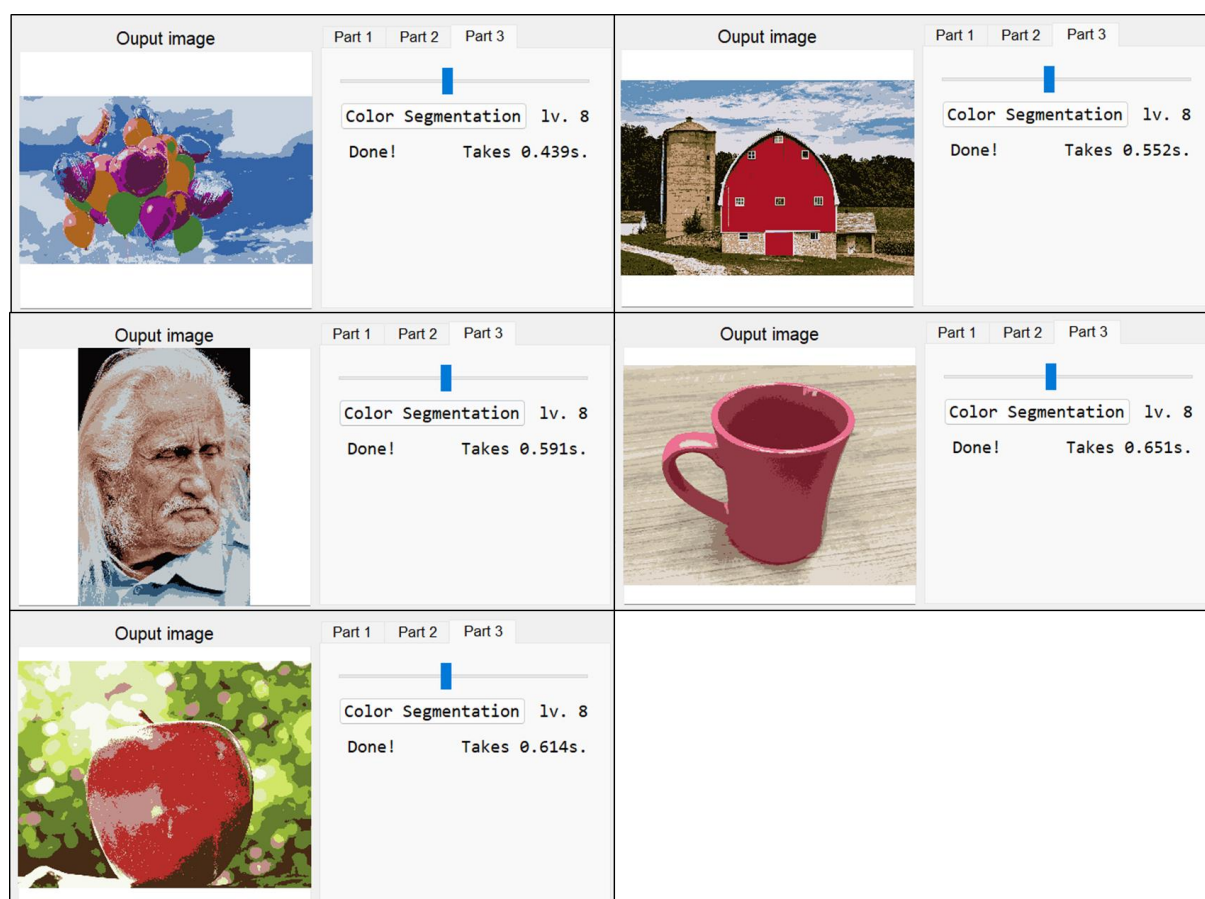 Ouput image
Part 1 Part 2 Part 3
Color Segmentation lv. 8
Done! Takes 0.439s.
Ouput image
Part 1 Part 2 Part 3
Color Segmentation lv. 8
Done! Takes 0.552s.
Ouput image
Part 1 Part 2 Part 3
Color Segmentation lv. 8
Done! Takes 0.591s.
Ouput image
Part 1 Part 2 Part 3
Color Segmentation lv. 8
Done! Takes 0.651s.
Ouput image
Part 1 Part 2 Part 3
Color Segmentation lv. 8
Done! Takes 0.614s.